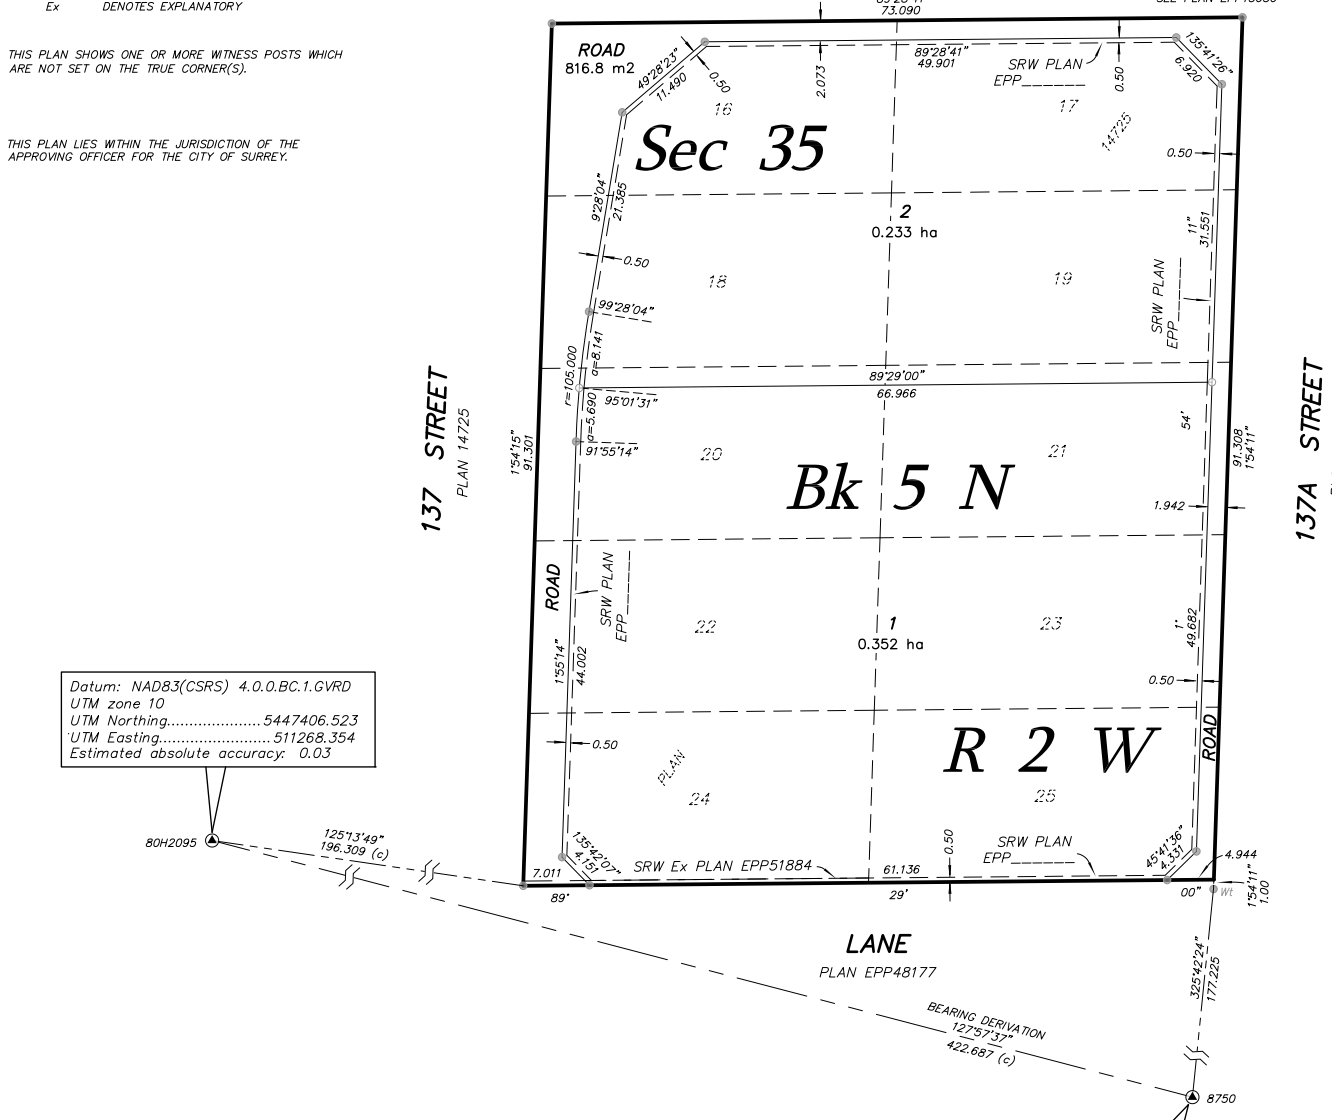 Ex DENOTES EXPLANATORY
THIS PLAN SHOWS ONE OR MORE WITNESS POSTS WHICH
ARE NOT SET ON THE TRUE CORNER(S).
THIS PLAN LIES WITHIN THE JURISDICTION OF THE
APPROVING OFFICER FOR THE CITY OF SURREY.
73.090
ROAD
816.8 m2
49°28'23"
11.490
0.50
2.073
89°28'41"
49.901
SRW PLAN
EPP______
0.50
135°41'26"
6.920
16
17
14725
Sec 35
0.50
9°28'04"
21.385
2
0.233 ha
11"
31.551
0.50
18
19
SRW PLAN
EPP______
99°28'04"
r=105.000
a=8.141
89°29'00"
66.966
95°01'31"
a=5.690
91°55'14"
137 STREET
PLAN 14725
1°54'15"
91.301
20
21
54'
91.308
1°54'11"
137A STREET
Bk 5 N
1.942
ROAD
SRW PLAN
EPP______
22
23
1
0.352 ha
1°
49.682
1°55'14"
44.002
0.50
Datum: NAD83(CSRS) 4.0.0.BC.1.GVRD
UTM zone 10
UTM Northing.....................5447406.523
UTM Easting.........................511268.354
Estimated absolute accuracy: 0.03
0.50
R 2 W
ROAD
PLAN
24
25
80H2095
125°13'49"
196.309 (c)
135°42'07"
4.151
7.011
SRW Ex PLAN EPP51884
61.136
0.50
SRW PLAN
EPP______
45°41'36"
4.331
4.944
89'
29'
00"
Wt
1°54'11"
1.00
LANE
PLAN EPP48177
325°42'24"
177.225
BEARING DERIVATION
127°57'37"
422.687 (c)
8750